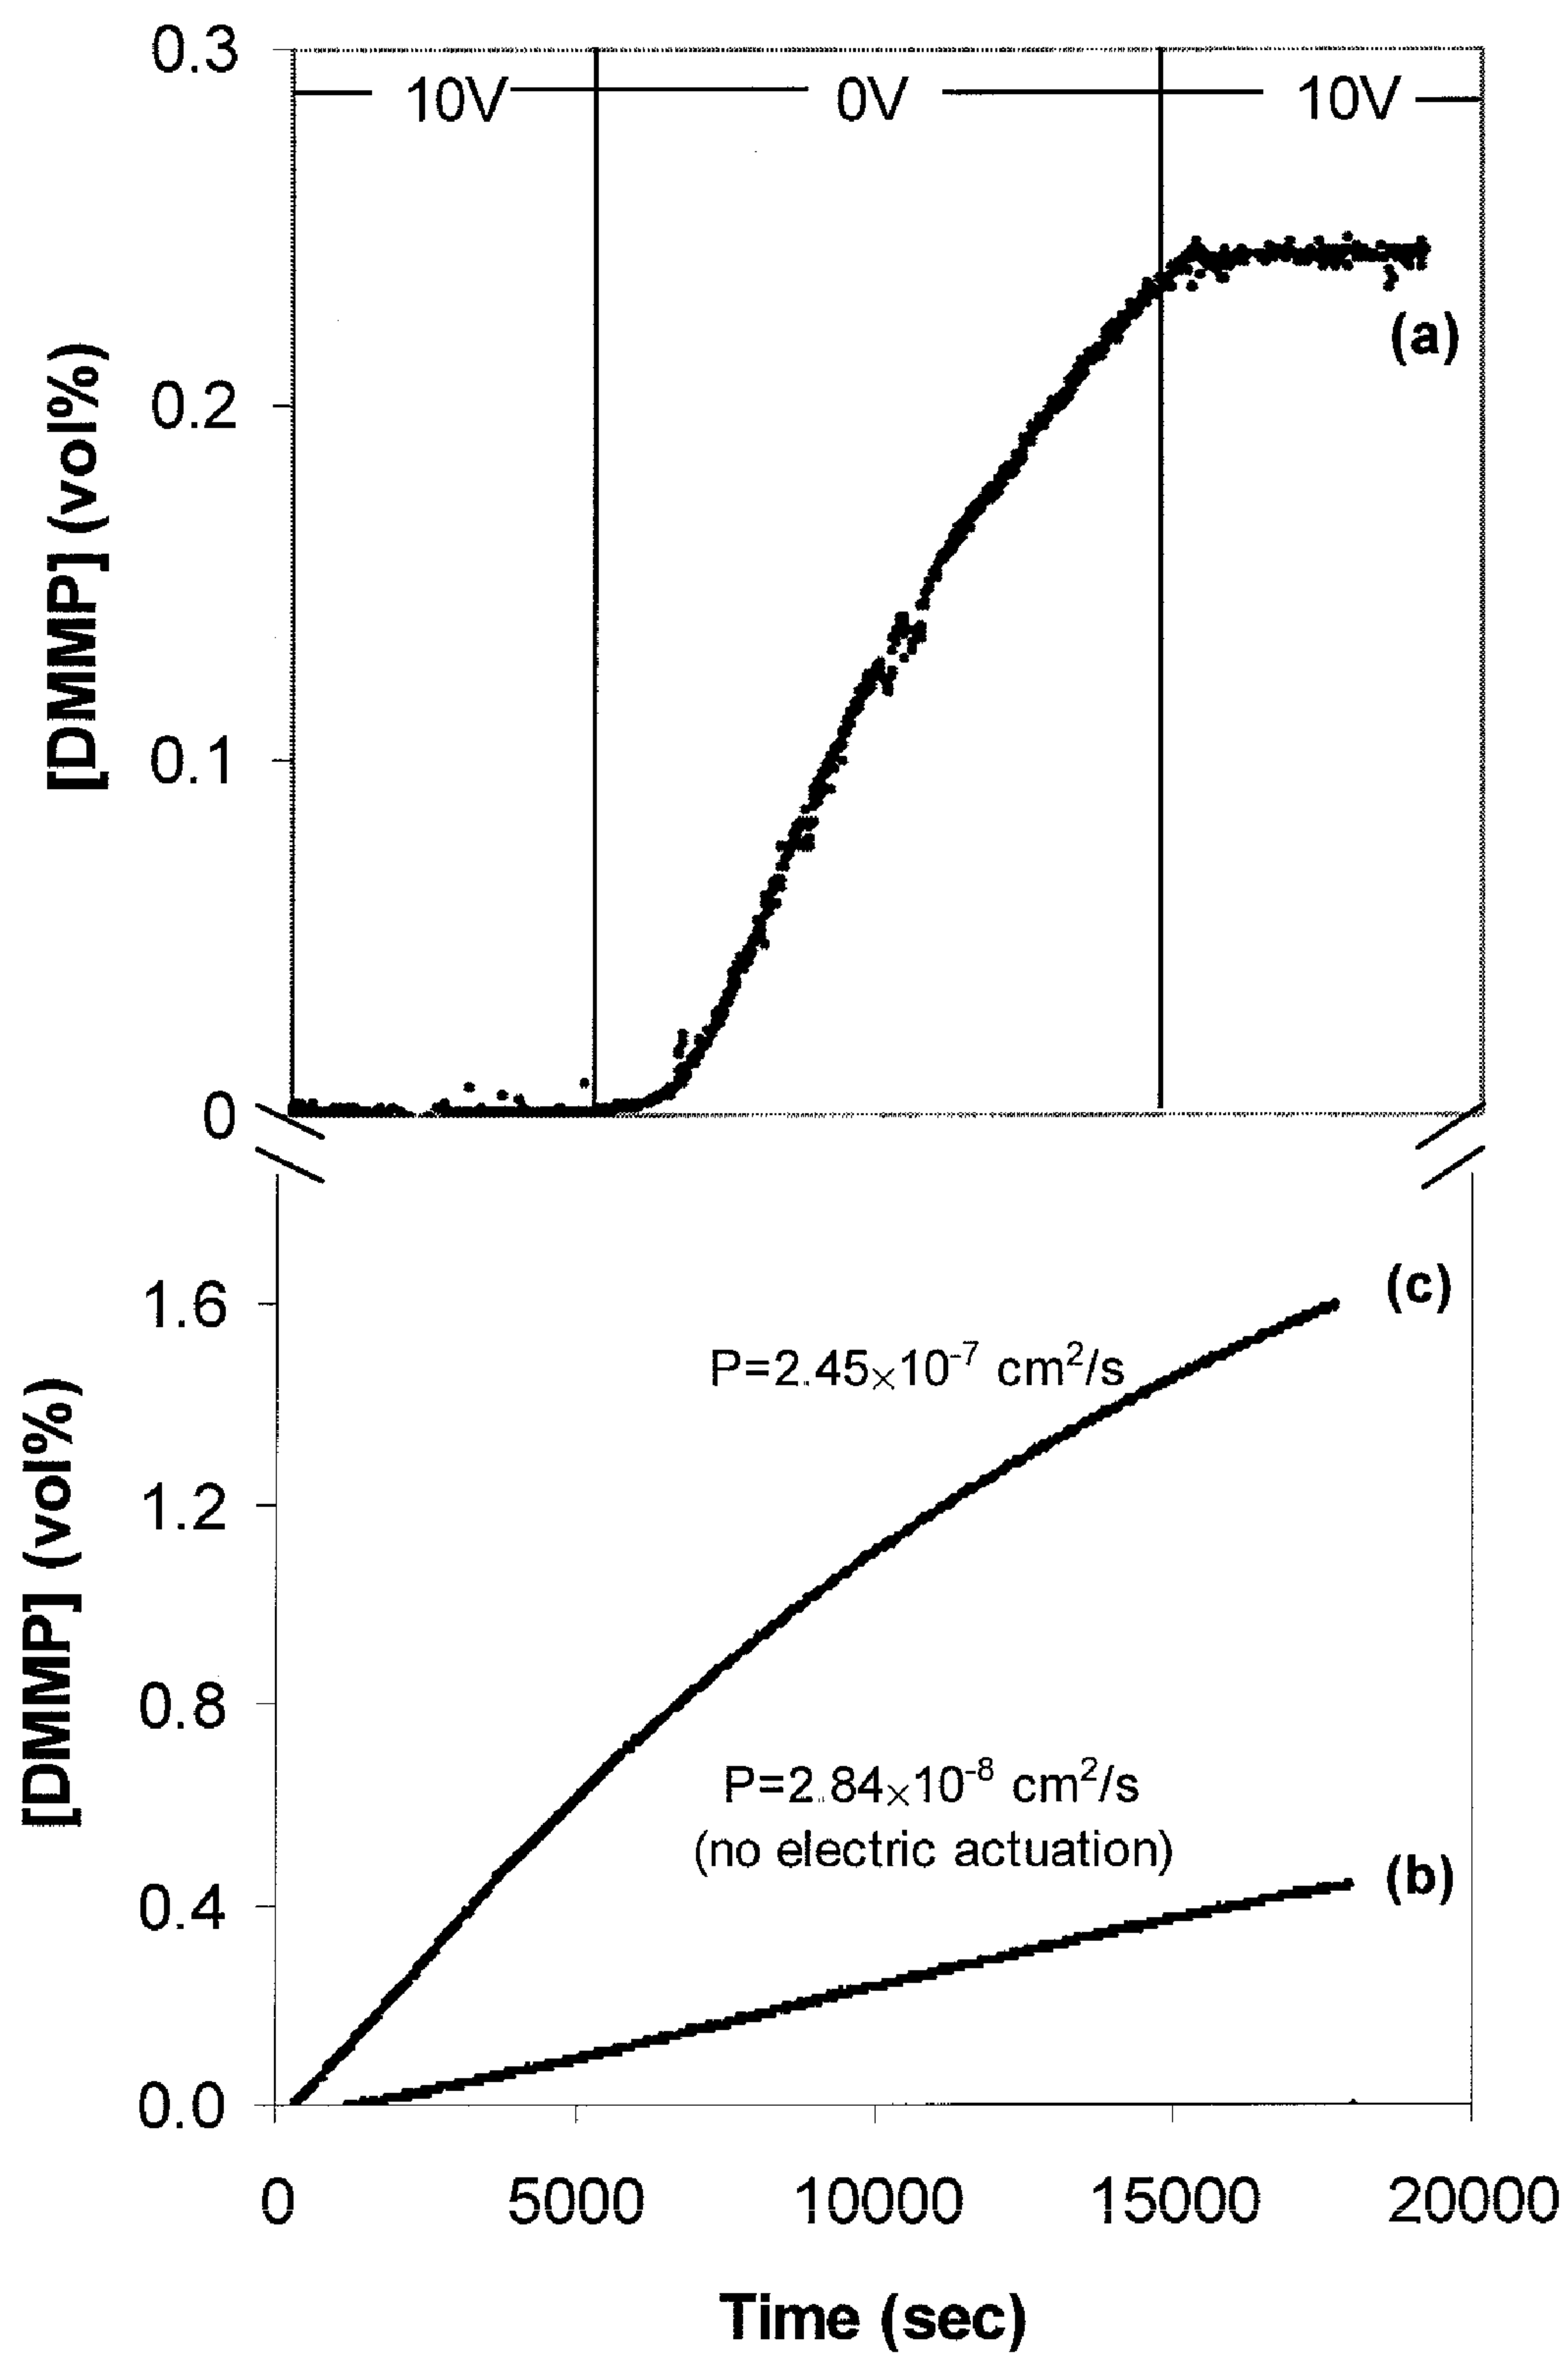 0.3
10V
0V
10V
(a)
0.2
0.1
0
[DMMP] (vol%)
(c)
1.6
P=2.45×10⁻⁷ cm²/s
1.2
0.8
P=2.84×10⁻⁸ cm²/s
(no electric actuation)
(b)
0.4
0.0
[DMMP] (vol%)
0 5000 10000 15000 20000
Time (sec)